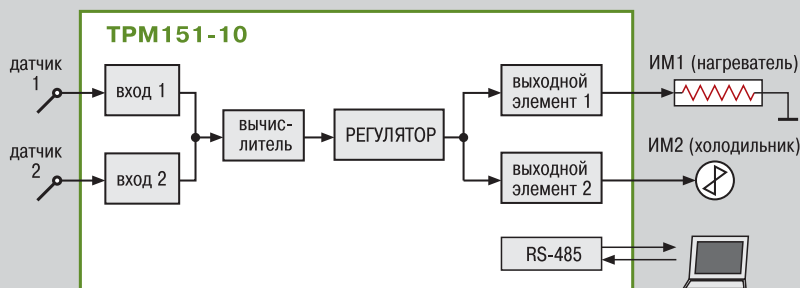 ТРМ151-10
датчик
1
вход 1
датчик
2
вход 2
вычис-
литель
РЕГУЛЯТОР
выходной
элемент 1
выходной
элемент 2
ИМ1 (нагреватель)
ИМ2 (холодильник)
RS-485